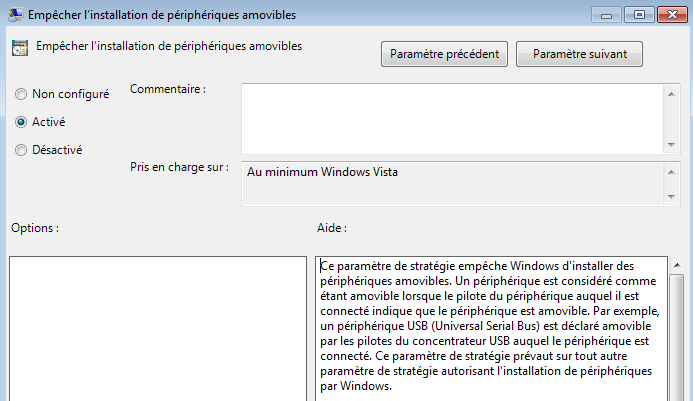 Empêcher l'installation de périphériques amovibles
Empêcher l'installation de périphériques amovibles
Paramètre précédent
Paramètre suivant
Non configuré
Activé
Désactivé
Commentaire :
Pris en charge sur :
Au minimum Windows Vista
Options :
Aide :
Ce paramètre de stratégie empêche Windows d'installer des
périphériques amovibles. Un périphérique est considéré comme
étant amovible lorsque le pilote du périphérique auquel il est
connecté indique que le périphérique est amovible. Par exemple,
un périphérique USB (Universal Serial Bus) est déclaré amovible
par les pilotes du concentrateur USB auquel le périphérique est
connecté. Ce paramètre de stratégie prévaut sur tout autre
paramètre de stratégie autorisant l'installation de périphériques
par Windows.